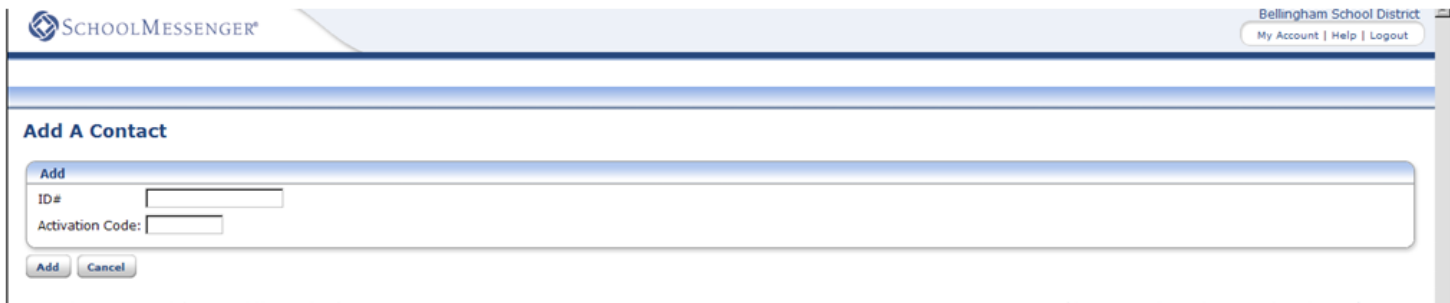 SCHOOLMESSENGER®
Bellingham School District
My Account | Help | Logout
Add A Contact
Add
ID#
Activation Code:
Add Cancel